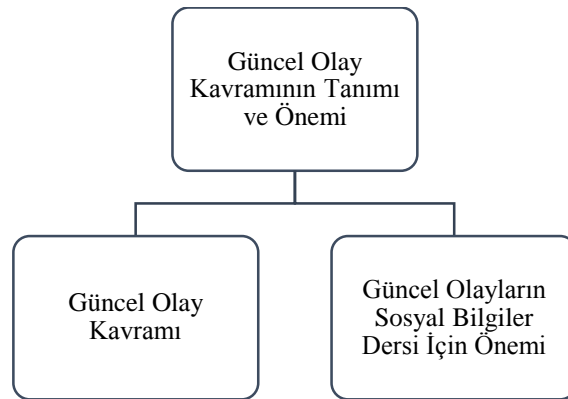 Güncel Olay
Kavramının Tanımı
ve Önemi
Güncel Olay
Kavramı
Güncel Olayların
Sosyal Bilgiler
Dersi İçin Önemi